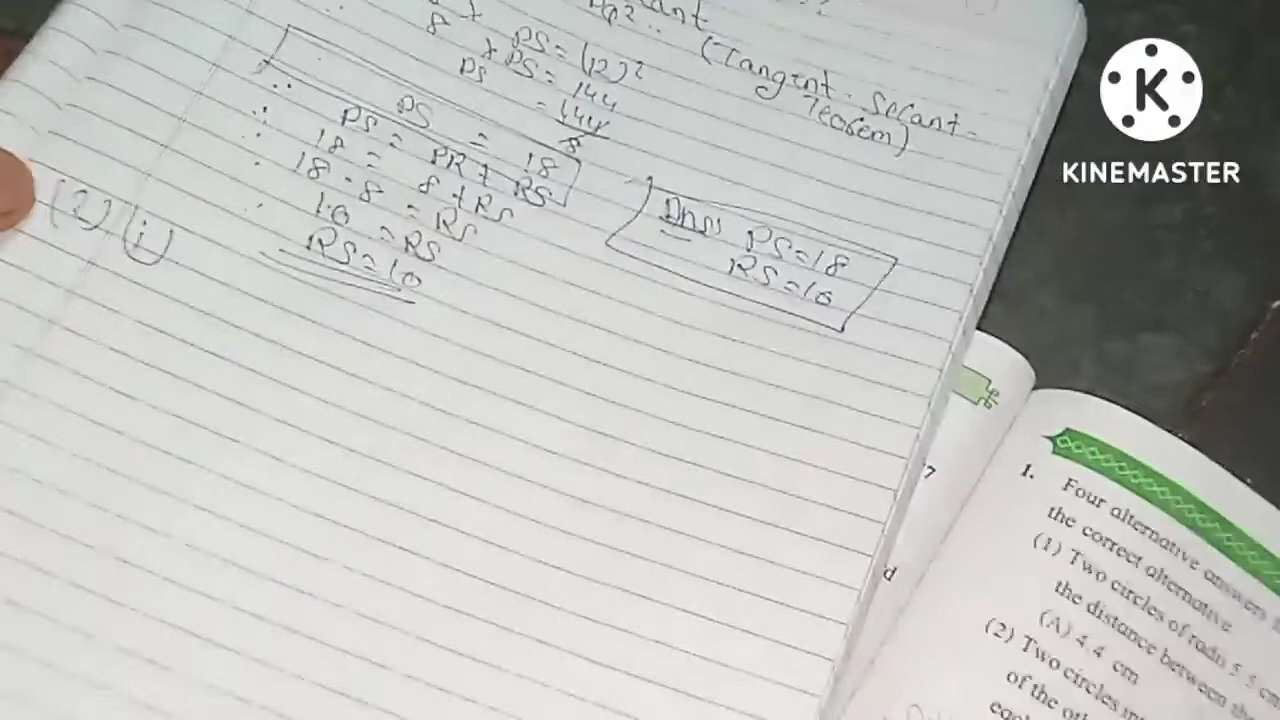 PQ²..
(Tangent. Secant-
Teorem)
8 x PS = (12)²
8 x PS = 144
PS = 144
8
∴ PS = 18
∴ PS = PR + RS
∴ 18 = 8 + RS
∴ 18 - 8 = RS
10 = RS
RS = 10
Ans: PS = 18
RS = 10
(2) (i)
K
KINEMASTER
?
d
1. Four alternative answers
the correct alternative.
(1) Two circles of radii 5.5 cm
the distance between the
(A) 4.4 cm
(2) Two circles
of the
each